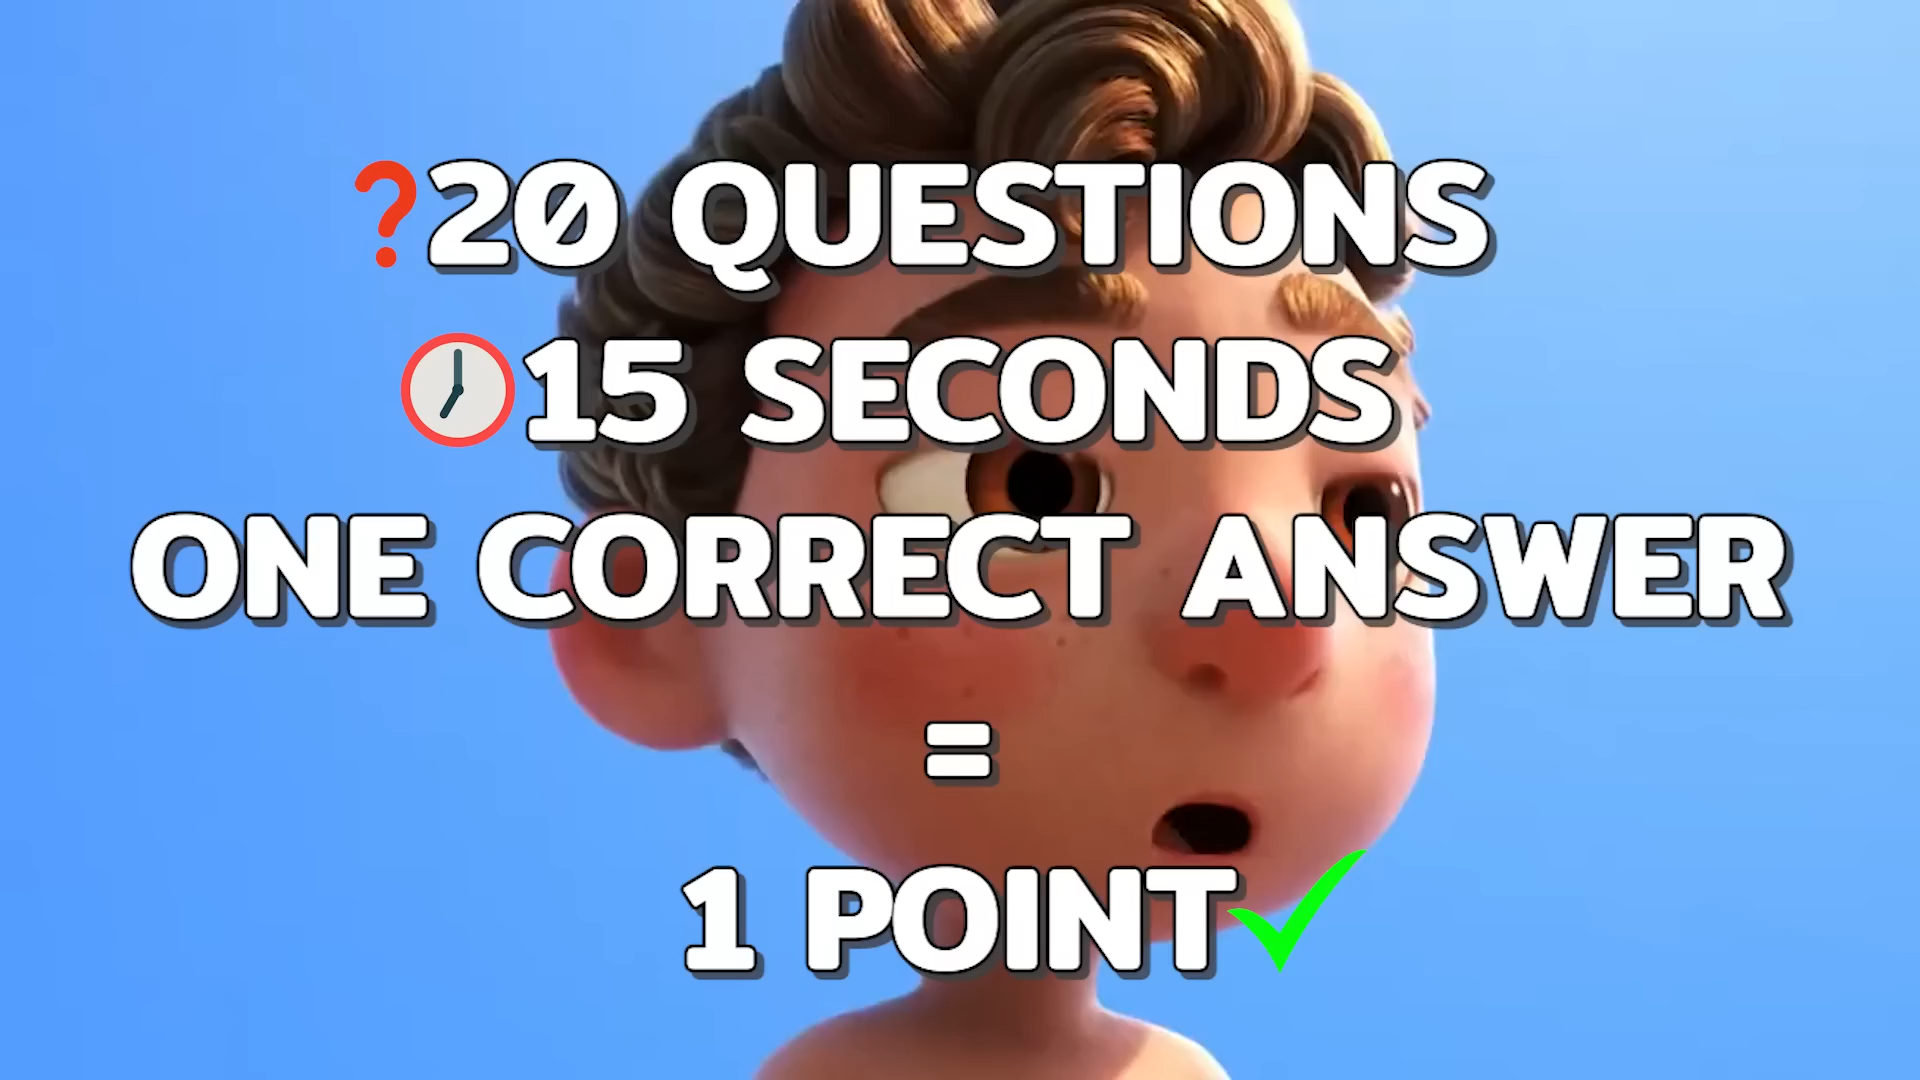 ❓20 QUESTIONS
🕖15 SECONDS
ONE CORRECT ANSWER
=
1 POINT✓